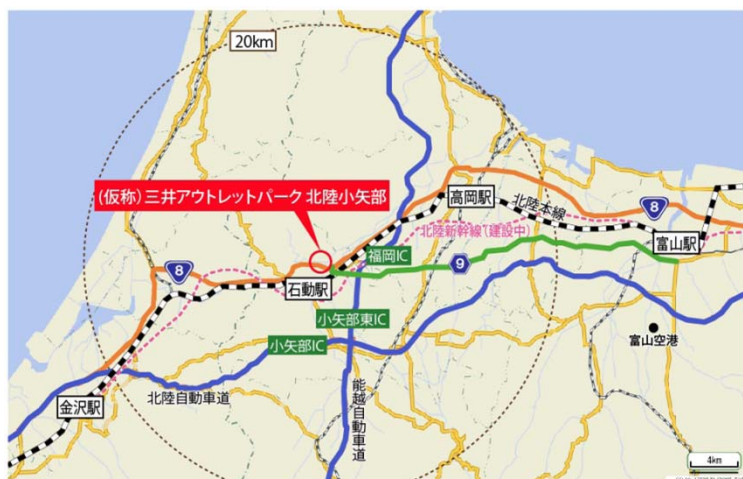 20km
(仮称)三井アウトレットパーク 北陸小矢部
高岡駅
北陸本線
8
北陸新幹線(建設中)
富山駅
福岡IC
9
8
石動駅
小矢部東IC
小矢部IC
富山空港
金沢駅
北陸自動車道
能越自動車道
4km